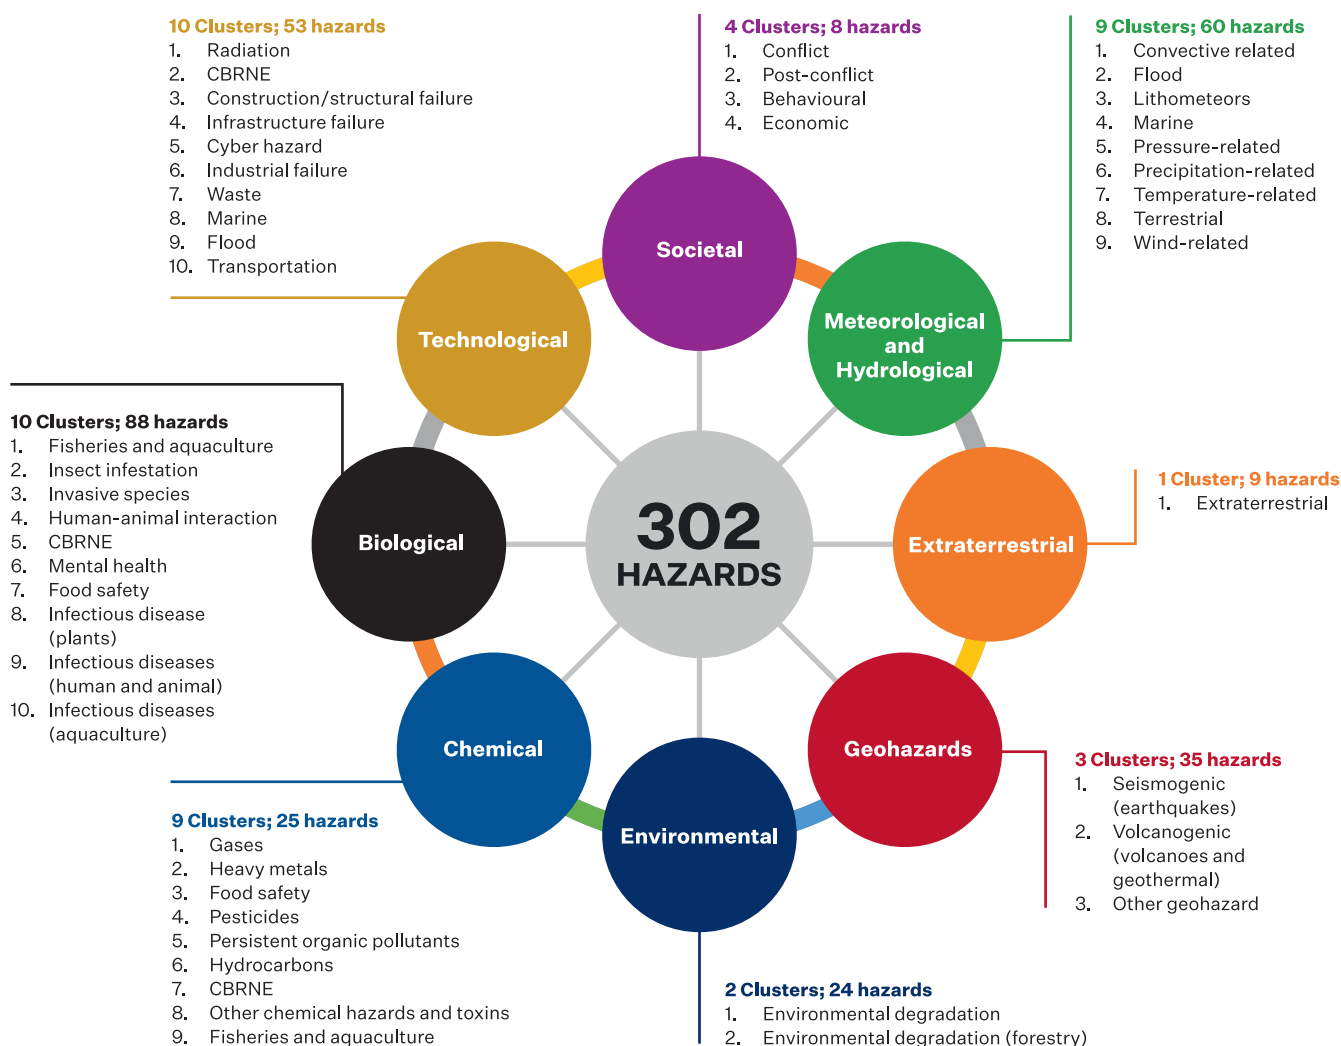 10 Clusters; 53 hazards
1. Radiation
2. CBRNE
3. Construction/structural failure
4. Infrastructure failure
5. Cyber hazard
6. Industrial failure
7. Waste
8. Marine
9. Flood
10. Transportation
4 Clusters; 8 hazards
1. Conflict
2. Post-conflict
3. Behavioural
4. Economic
9 Clusters; 60 hazards
1. Convective related
2. Flood
3. Lithometeors
4. Marine
5. Pressure-related
6. Precipitation-related
7. Temperature-related
8. Terrestrial
9. Wind-related
Societal
Technological
Meteorological
and
Hydrological
10 Clusters; 88 hazards
1. Fisheries and aquaculture
2. Insect infestation
3. Invasive species
4. Human-animal interaction
5. CBRNE
6. Mental health
7. Food safety
8. Infectious disease
(plants)
9. Infectious diseases
(human and animal)
10. Infectious diseases
(aquaculture)
Biological
302
HAZARDS
Extraterrestrial
1 Cluster; 9 hazards
1. Extraterrestrial
Chemical
Environmental
Geohazards
3 Clusters; 35 hazards
1. Seismogenic
(earthquakes)
2. Volcanogenic
(volcanoes and
geothermal)
3. Other geohazard
9 Clusters; 25 hazards
1. Gases
2. Heavy metals
3. Food safety
4. Pesticides
5. Persistent organic pollutants
6. Hydrocarbons
7. CBRNE
8. Other chemical hazards and toxins
9. Fisheries and aquaculture
2 Clusters; 24 hazards
1. Environmental degradation
2. Environmental degradation (forestry)